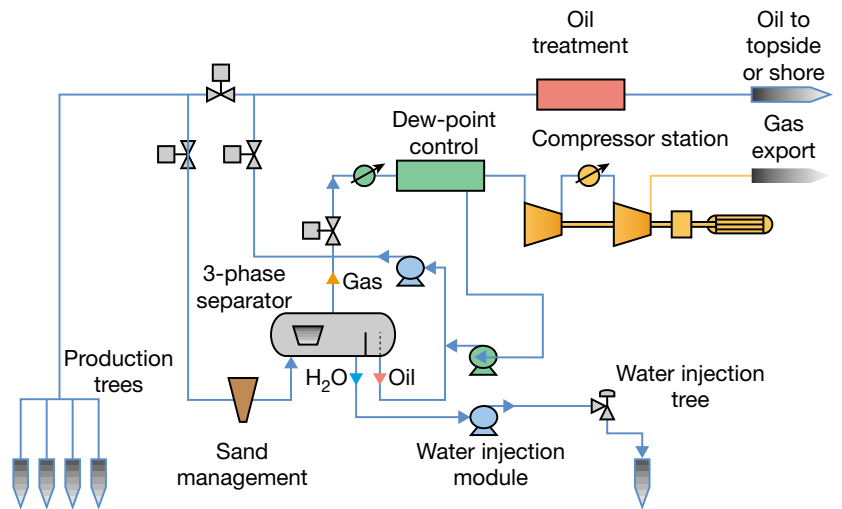 Oil
treatment
Oil to
topside
or shore
Dew-point
control
Compressor station
Gas
export
3-phase
separator
Gas
Production
trees
H₂O
Oil
Water injection
tree
Sand
management
Water injection
module